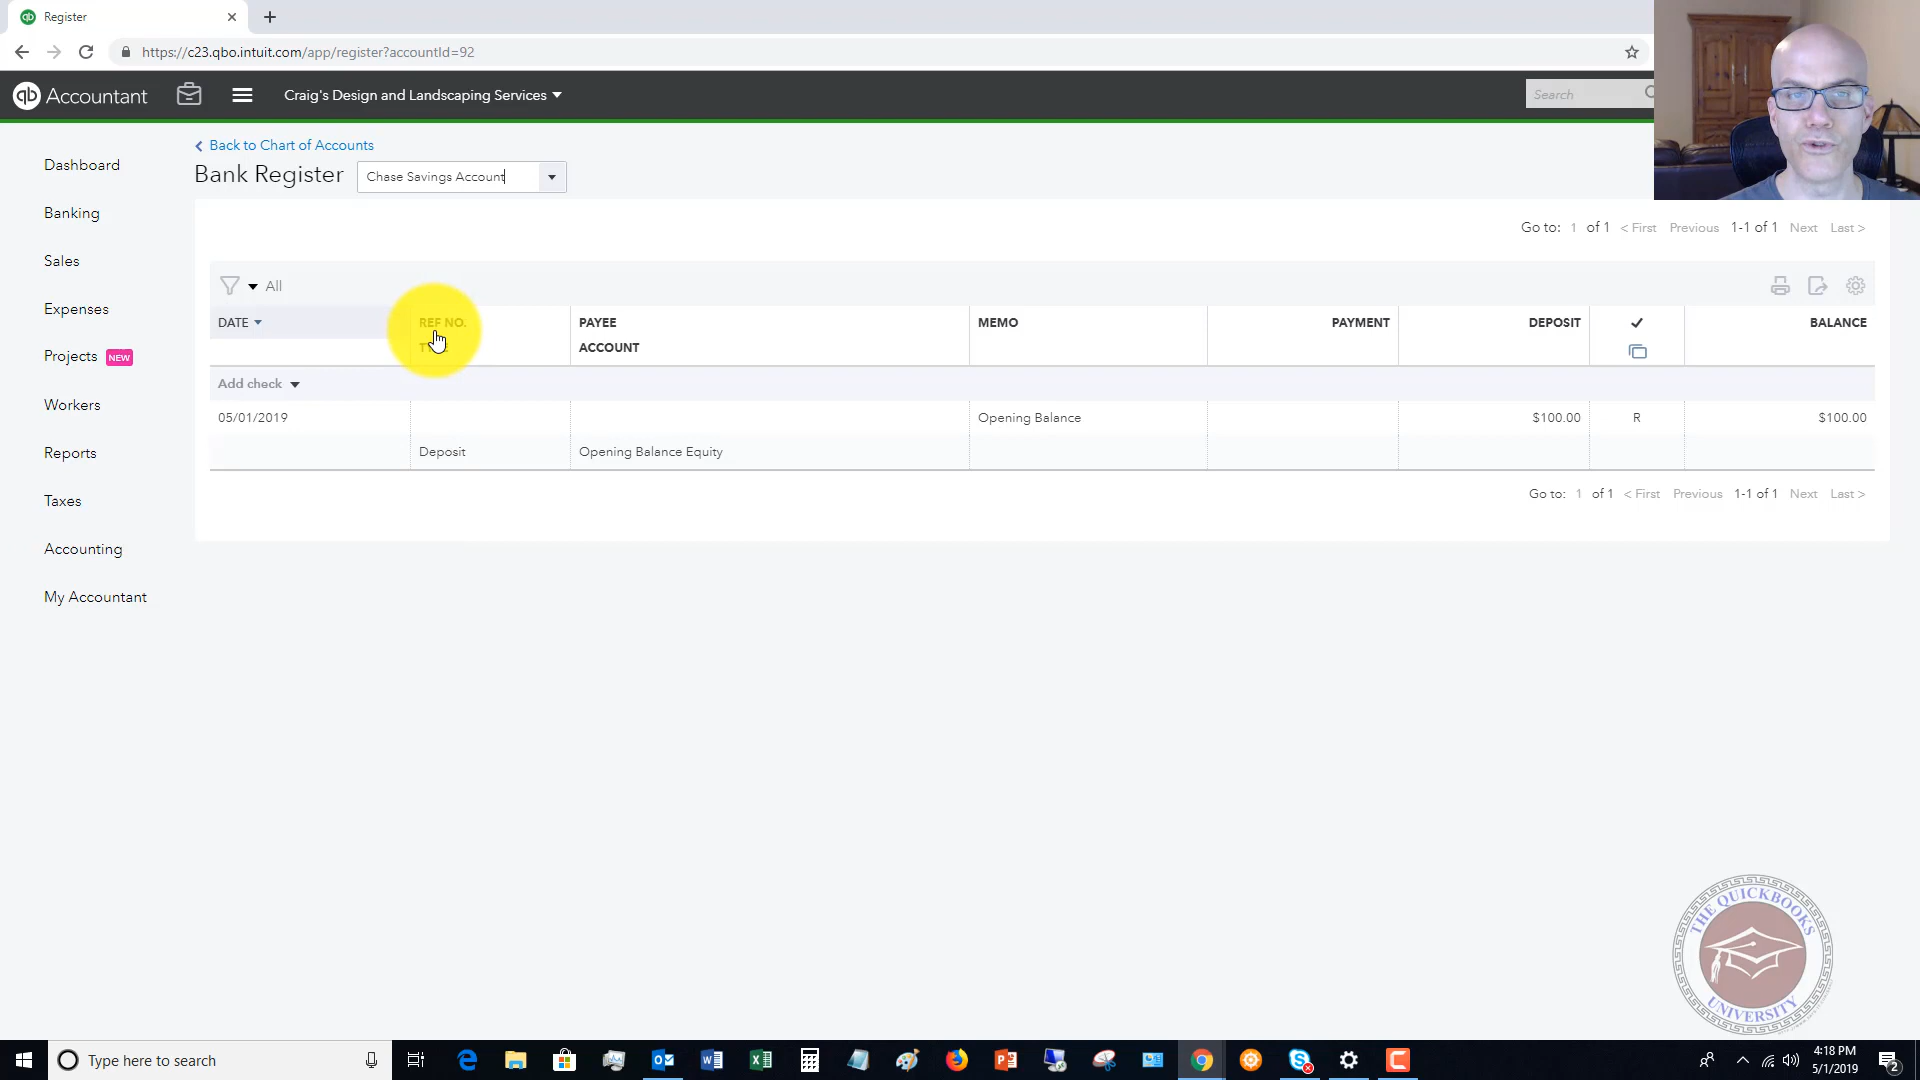 Register
https://c23.qbo.intuit.com/app/register?accountId=92
qb Accountant
Craig's Design and Landscaping Services
Search
Dashboard
Banking
Sales
Expenses
Projects NEW
Workers
Reports
Taxes
Accounting
My Accountant
Back to Chart of Accounts
Bank Register Chase Savings Account
Go to: 1 of 1 < First Previous 1-1 of 1 Next Last >
All
DATE REF NO. PAYEE MEMO PAYMENT DEPOSIT BALANCE
TYPE ACCOUNT
Add check
05/01/2019 Opening Balance $100.00 R $100.00
Deposit Opening Balance Equity
Go to: 1 of 1 < First Previous 1-1 of 1 Next Last >
THE QUICKBOOKS
UNIVERSITY
Type here to search
4:18 PM
5/1/2019
2